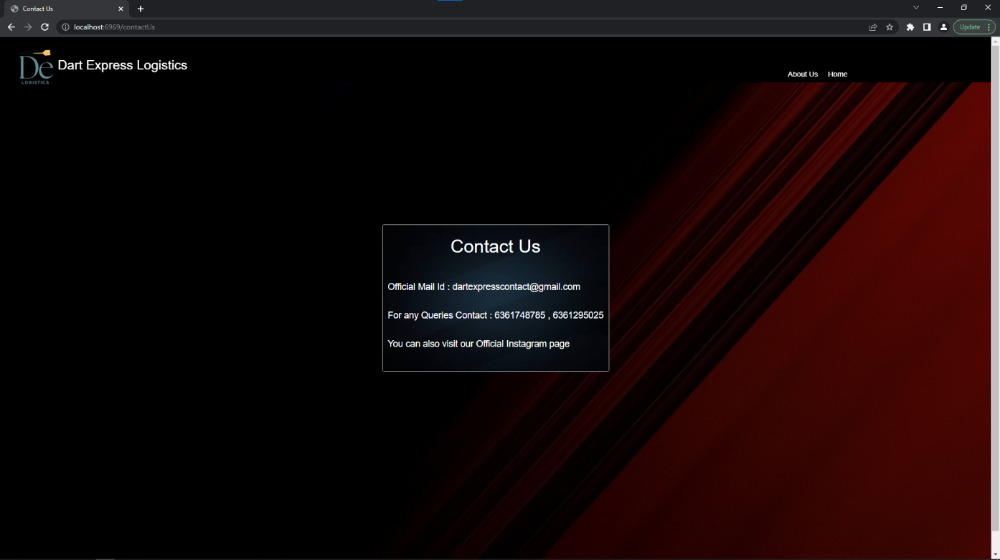 Contact Us
localhost:6969/contactUs
Update
De
LOGISTICS
Dart Express Logistics
About Us
Home
Contact Us
Official Mail Id : dartexpresscontact@gmail.com
For any Queries Contact : 6361748785 , 6361295025
You can also visit our Official Instagram page